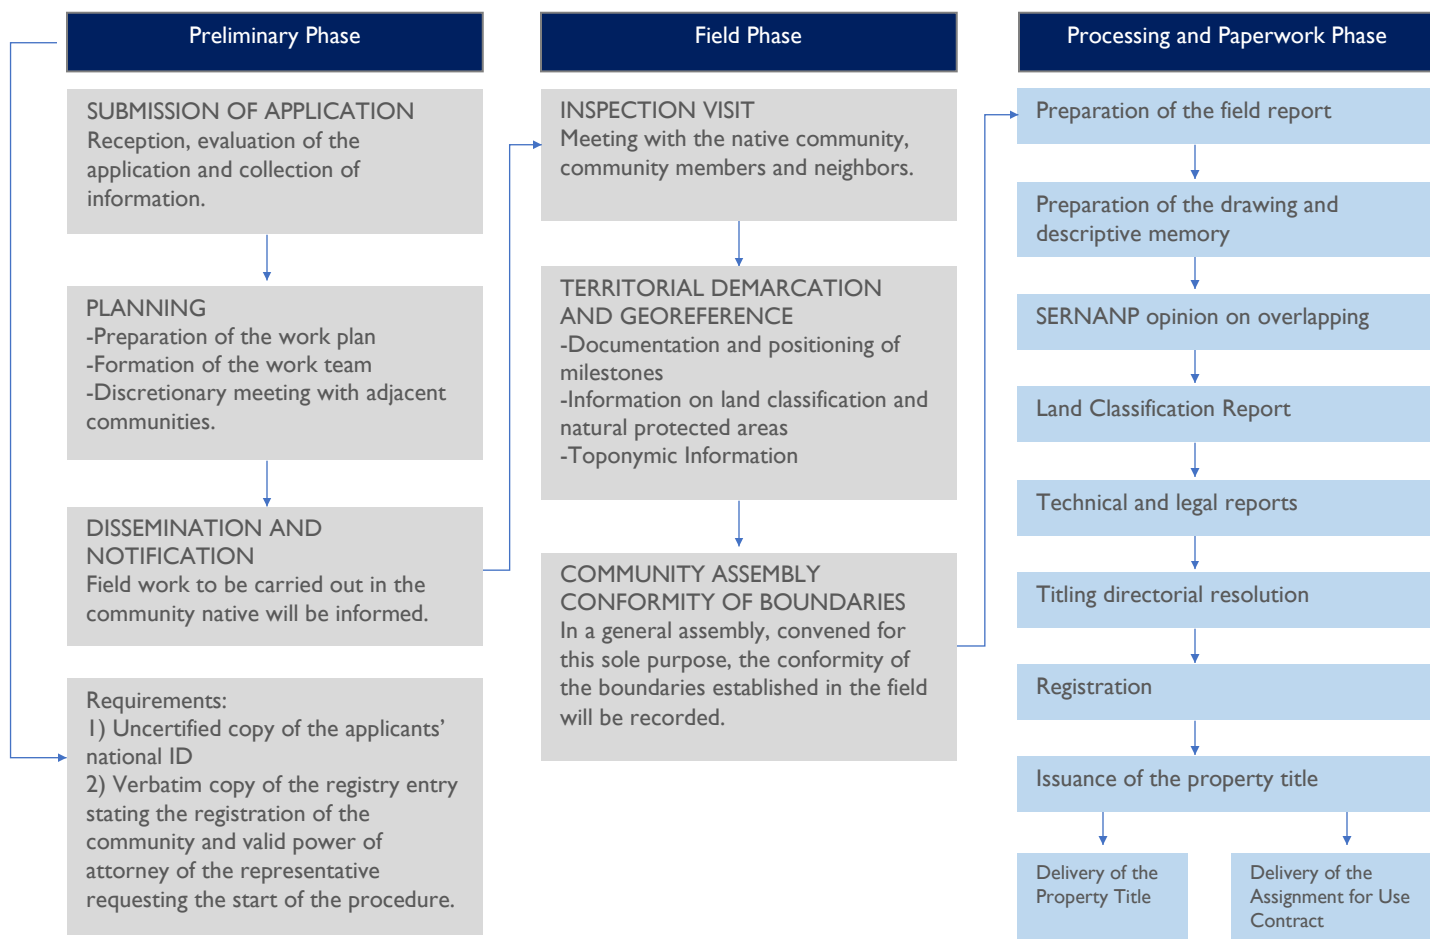 Preliminary Phase
SUBMISSION OF APPLICATION
Reception, evaluation of the
application and collection of
information.
PLANNING
-Preparation of the work plan
-Formation of the work team
-Discretionary meeting with adjacent
communities.
DISSEMINATION AND
NOTIFICATION
Field work to be carried out in the
community native will be informed.
Requirements:
1) Uncertified copy of the applicants’
national ID
2) Verbatim copy of the registry entry
stating the registration of the
community and valid power of
attorney of the representative
requesting the start of the procedure.
Field Phase
INSPECTION VISIT
Meeting with the native community,
community members and neighbors.
TERRITORIAL DEMARCATION
AND GEOREFERENCE
-Documentation and positioning of
milestones
-Information on land classification and
natural protected areas
-Toponymic Information
COMMUNITY ASSEMBLY
CONFORMITY OF BOUNDARIES
In a general assembly, convened for
this sole purpose, the conformity of
the boundaries established in the field
will be recorded.
Processing and Paperwork Phase
Preparation of the field report
Preparation of the drawing and
descriptive memory
SERNANP opinion on overlapping
Land Classification Report
Technical and legal reports
Titling directorial resolution
Registration
Issuance of the property title
Delivery of the
Property Title
Delivery of the
Assignment for Use
Contract